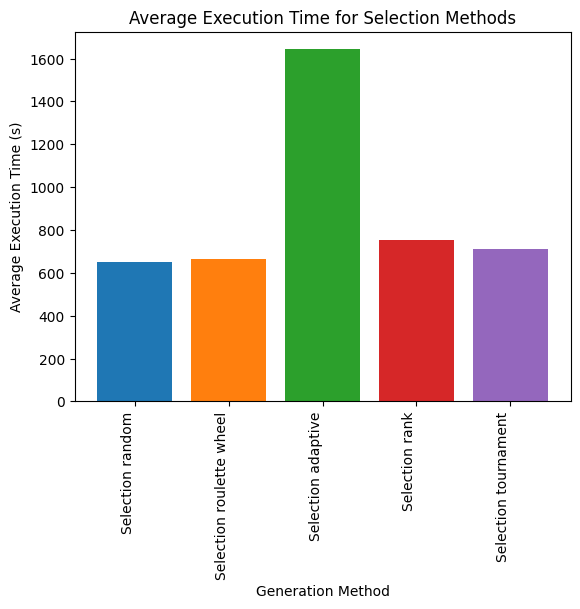 Average Execution Time for Selection Methods
Average Execution Time (s)
1600
1400
1200
1000
800
600
400
200
0
Selection random
Selection roulette wheel
Selection adaptive
Selection rank
Selection tournament
Generation Method